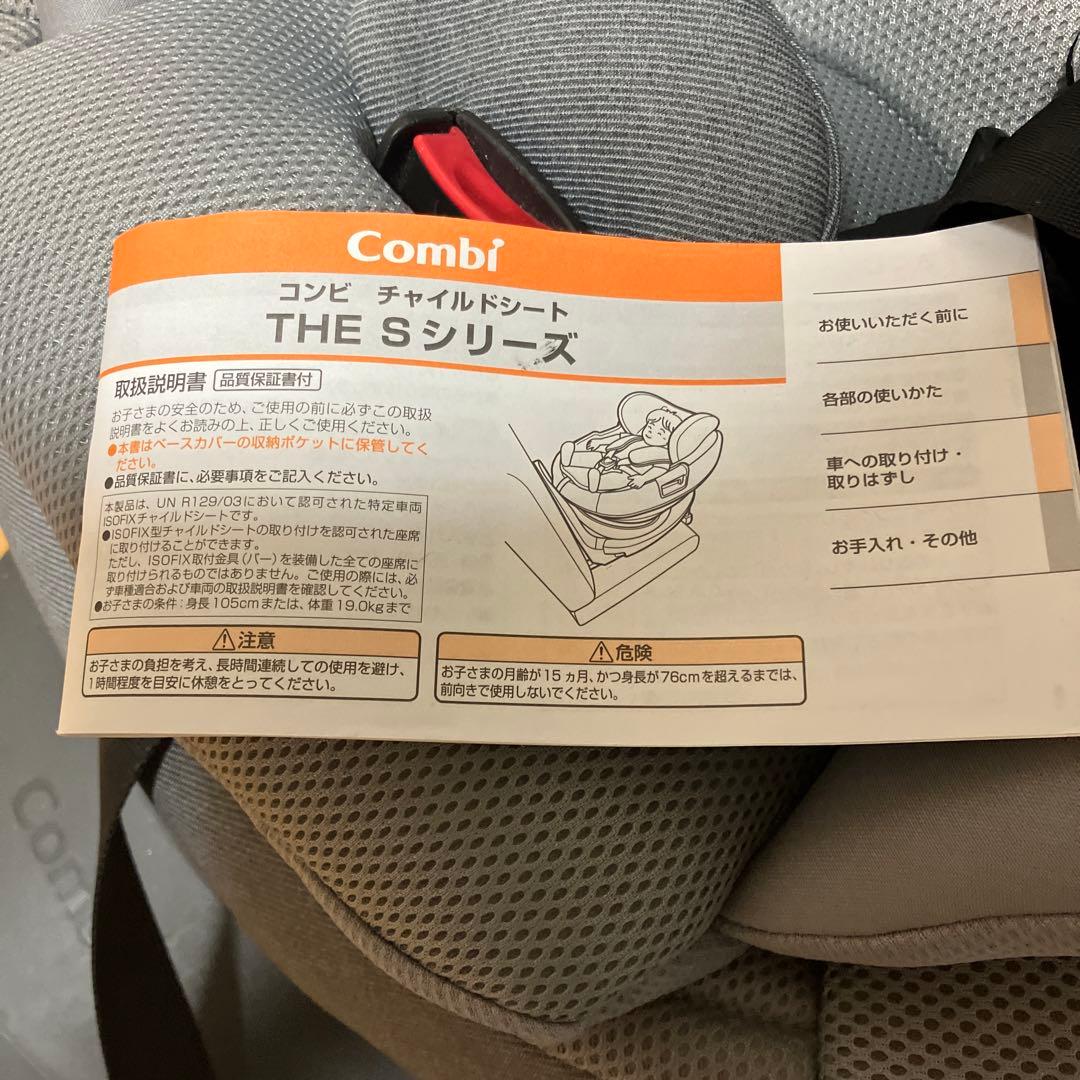 Combi
コンビ チャイルドシート
THE Sシリーズ
取扱説明書 品質保証書付
お子さまの安全のため、ご使用の前に必ずこの取扱
説明書をよくお読みの上、正しくご使用ください。
●本書はベースカバーの収納ポケットに保管してく
ださい。
●品質保証書に、必要事項をご記入ください。
本製品は、UN R129/03において認可された特定車両
ISOFIXチャイルドシートです。
●ISOFIX型チャイルドシートの取り付けを認可された座席
に取り付けることができます。
ただし、ISOFIX取付金具(バー)を装備した全ての座席に
取り付けられるものではありません。ご使用の際には、必
ず車種適合および車両の取扱説明書を確認してください。
●お子さまの条件:身長105cmまたは、体重19.0kgまで
⚠注意
お子さまの負担を考え、長時間連続しての使用を避け、
1時間程度を目安に休憩をとってください。
⚠危険
お子さまの月齢が15ヵ月、かつ身長が76cmを超えるまでは、
前向きで使用しないでください。
お使いいただく前に
各部の使いかた
車への取り付け・
取りはずし
お手入れ・その他
Combi